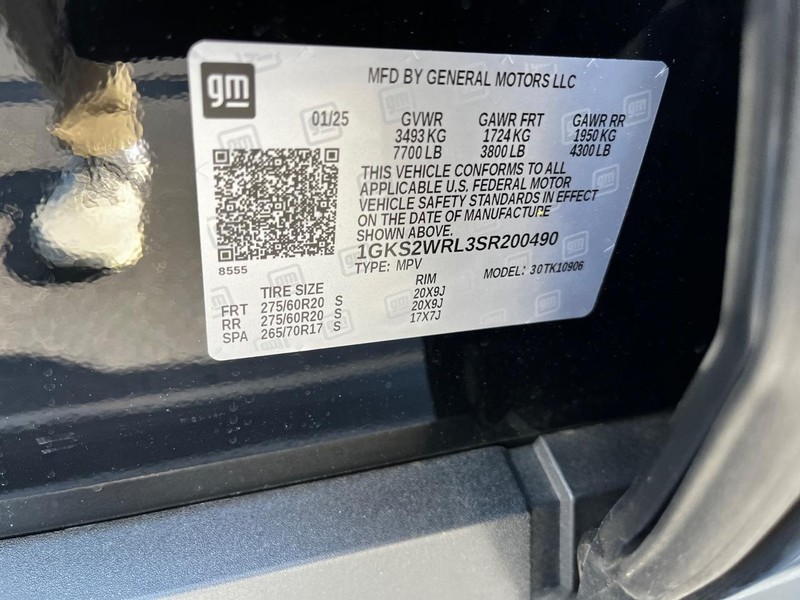 gm
MFD BY GENERAL MOTORS LLC
01/25 GVWR GAWR FRT GAWR RR
3493 KG 1724 KG 1950 KG
7700 LB 3800 LB 4300 LB
THIS VEHICLE CONFORMS TO ALL
APPLICABLE U.S. FEDERAL MOTOR
VEHICLE SAFETY STANDARDS IN EFFECT
ON THE DATE OF MANUFACTURE
SHOWN ABOVE.
1GKS2WRL3SR200490
8555
TYPE: MPV MODEL: 30TK10906
TIRE SIZE RIM
FRT 275/60R20 S 20X9J
RR 275/60R20 S 20X9J
SPA 265/70R17 S 17X7J